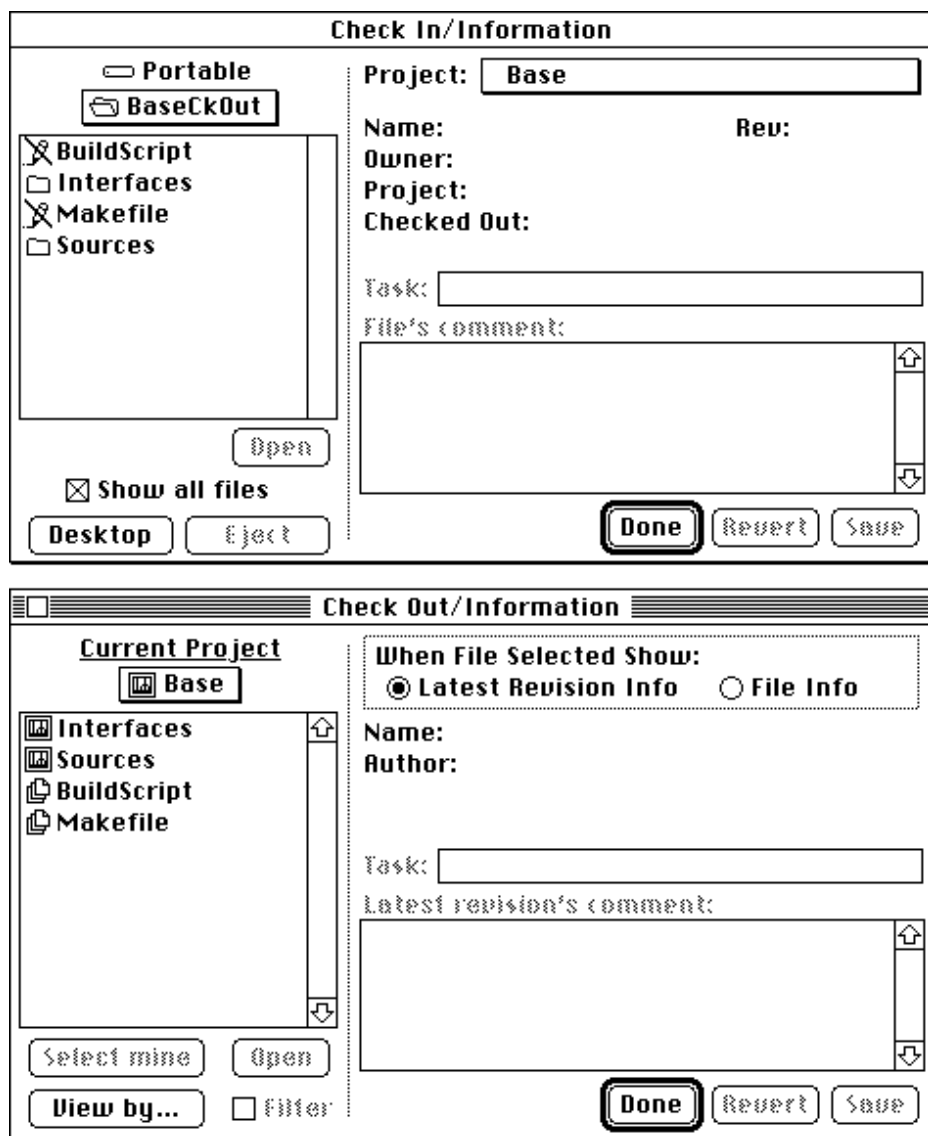 Check In/Information
Portable
BaseCkOut
BuildScript
Interfaces
Makefile
Sources
Open
Show all files
Desktop
Eject
Project: Base
Name: Rev:
Owner:
Project:
Checked Out:
Task:
File's comment:
Done Revert Save
Check Out/Information
Current Project
Base
Interfaces
Sources
BuildScript
Makefile
Select mine Open
View by... Filter
When File Selected Show:
Latest Revision Info File Info
Name:
Author:
Task:
Latest revision's comment:
Done Revert Save